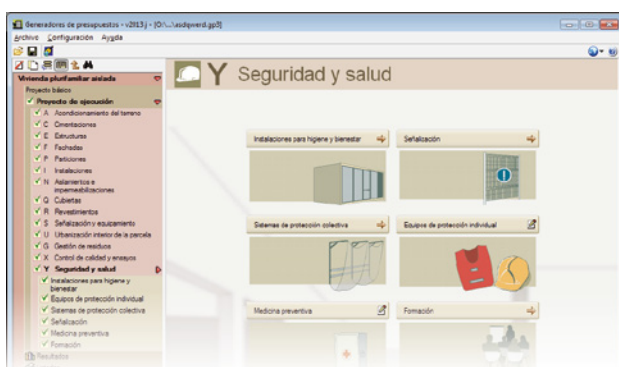 Generadores de presupuestos - v2013.j - [O:\...\asdqwerd.gp3]
Archivo Configuración Ayuda
Vivienda plurifamiliar aislada
Proyecto básico
Proyecto de ejecución
A Acondicionamiento del terreno
C Cimentaciones
E Estructuras
F Fachadas
P Particiones
I Instalaciones
N Aislamientos e
impermeabilizaciones
Q Cubiertas
R Revestimientos
S Señalización y equipamiento
U Urbanización interior de la parcela
G Gestión de residuos
X Control de calidad y ensayos
Y Seguridad y salud
Instalaciones para higiene y
bienestar
Equipos de protección individual
Sistemas de protección colectiva
Señalización
Medicina preventiva
Formación
Resultados
Y Seguridad y salud
Instalaciones para higiene y bienestar
Señalización
Sistemas de protección colectiva
Equipos de protección individual
Medicina preventiva
Formación